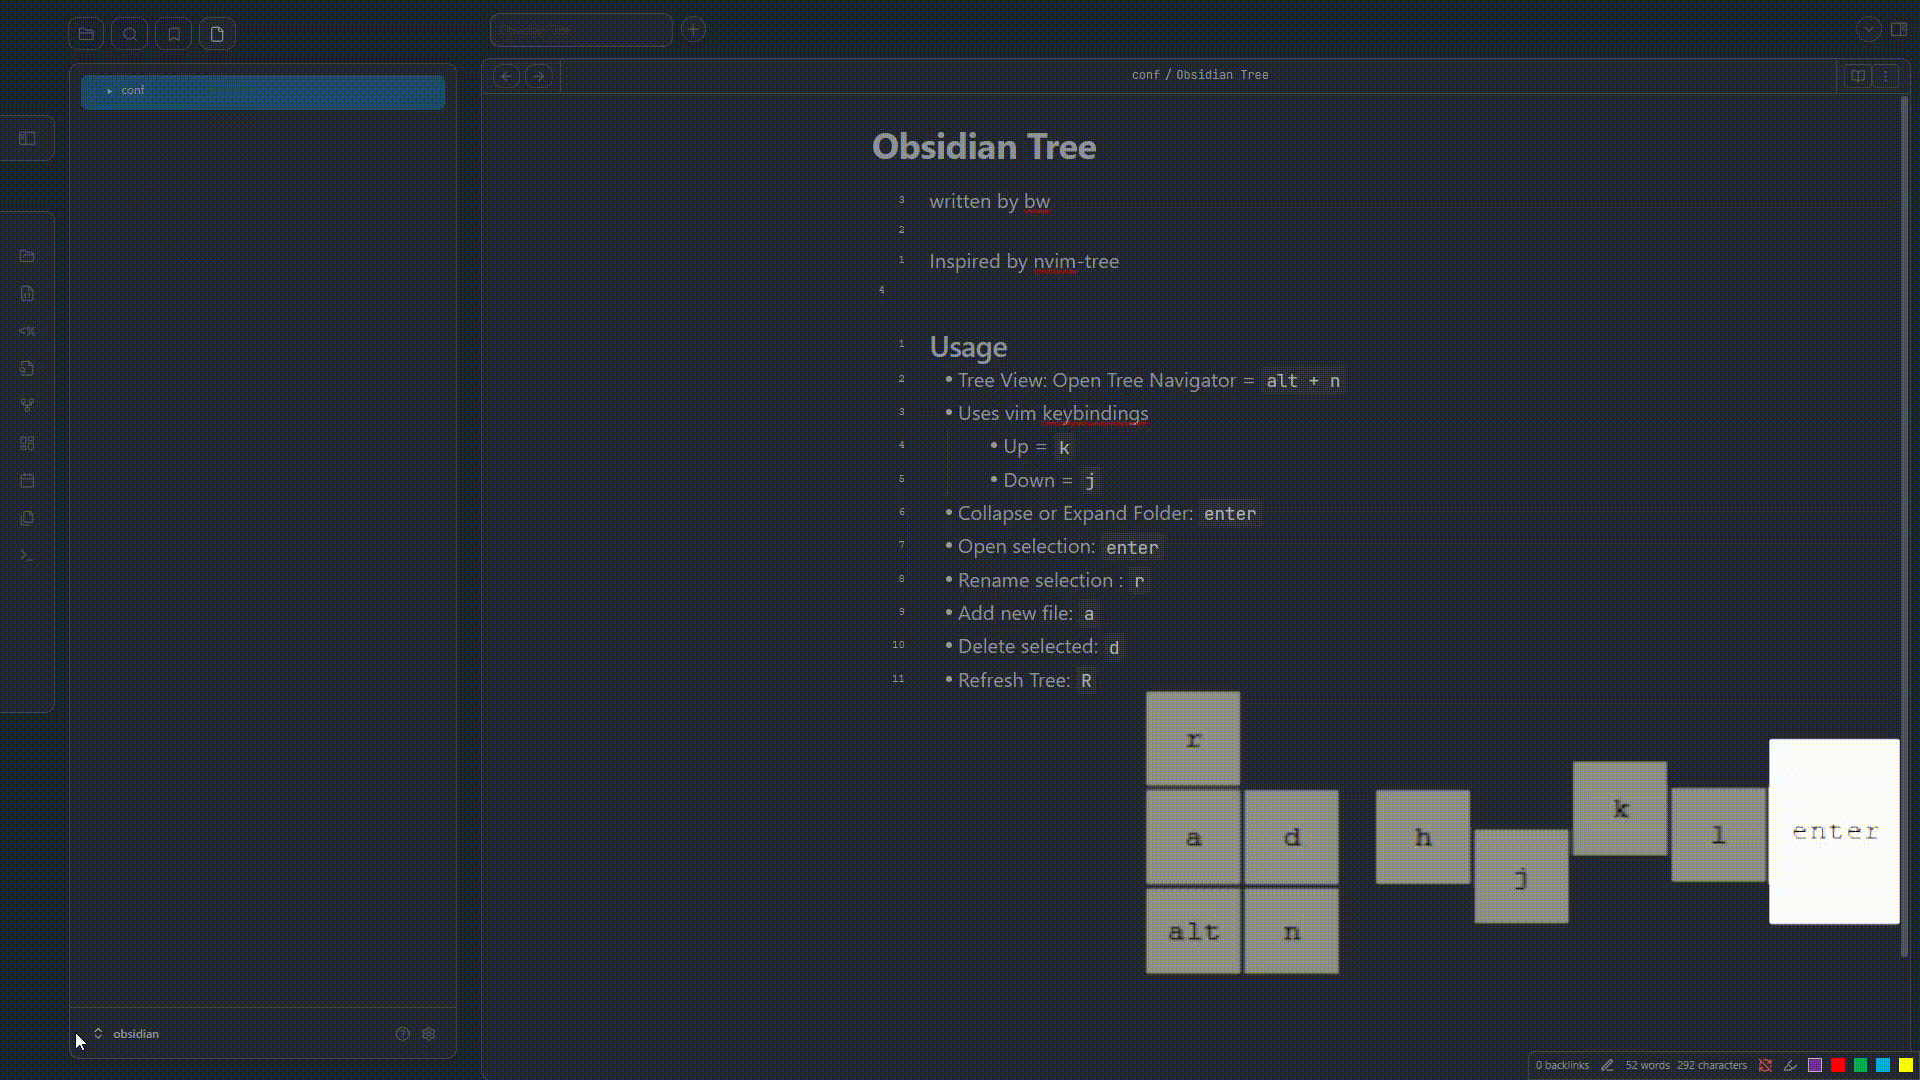 Obsidian Tree
conf
conf / Obsidian Tree
Obsidian Tree
3 written by bw
2
1 Inspired by nvim-tree
4
1 Usage
2 • Tree View: Open Tree Navigator = alt + n
3 • Uses vim keybindings
4 • Up = k
5 • Down = j
6 • Collapse or Expand Folder: enter
7 • Open selection: enter
8 • Rename selection : r
9 • Add new file: a
10 • Delete selected: d
11 • Refresh Tree: R
r
a d h j k l enter
alt n
obsidian
0 backlinks 52 words 292 characters